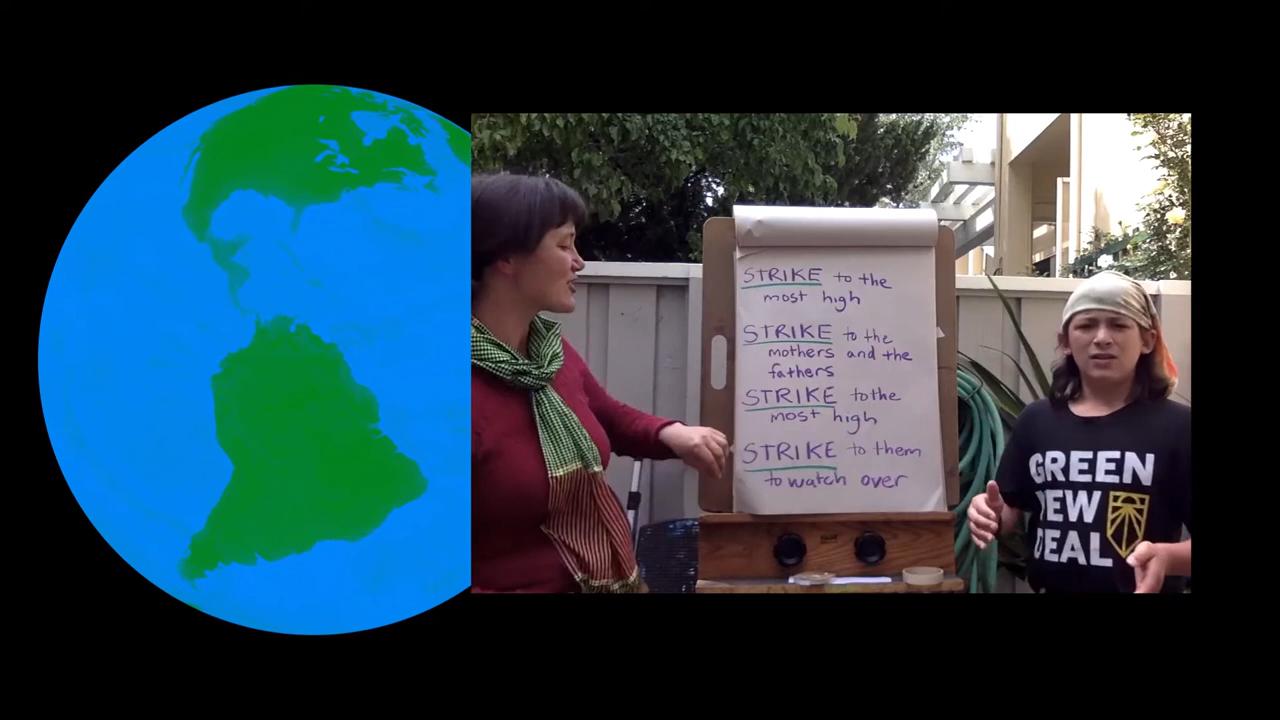 STRIKE to the
most high
STRIKE to the
mothers and the
fathers
STRIKE to the
most high
STRIKE to them
to watch over
GREEN
NEW
DEAL